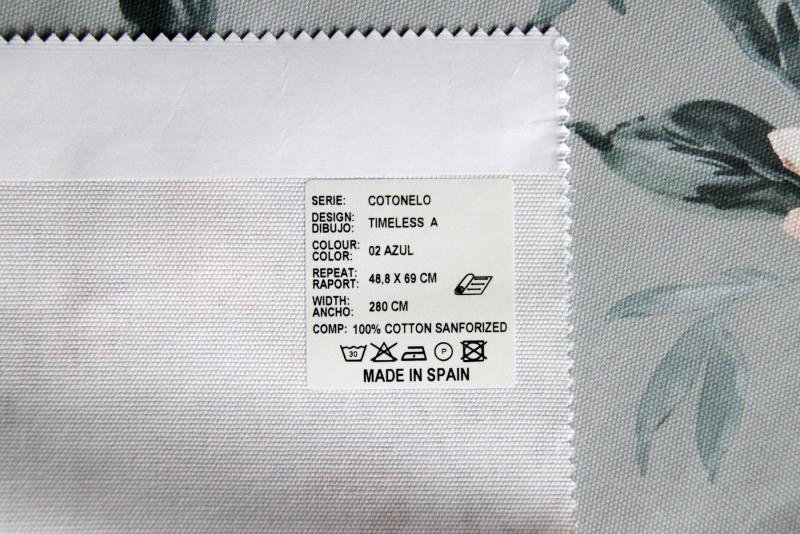 SERIE: COTONELO
DESIGN:
DIBUJO: TIMELESS A
COLOUR:
COLOR: 02 AZUL
REPEAT:
RAPORT: 48,8 X 69 CM
WIDTH:
ANCHO: 280 CM
COMP: 100% COTTON SANFORIZED
30 P
MADE IN SPAIN